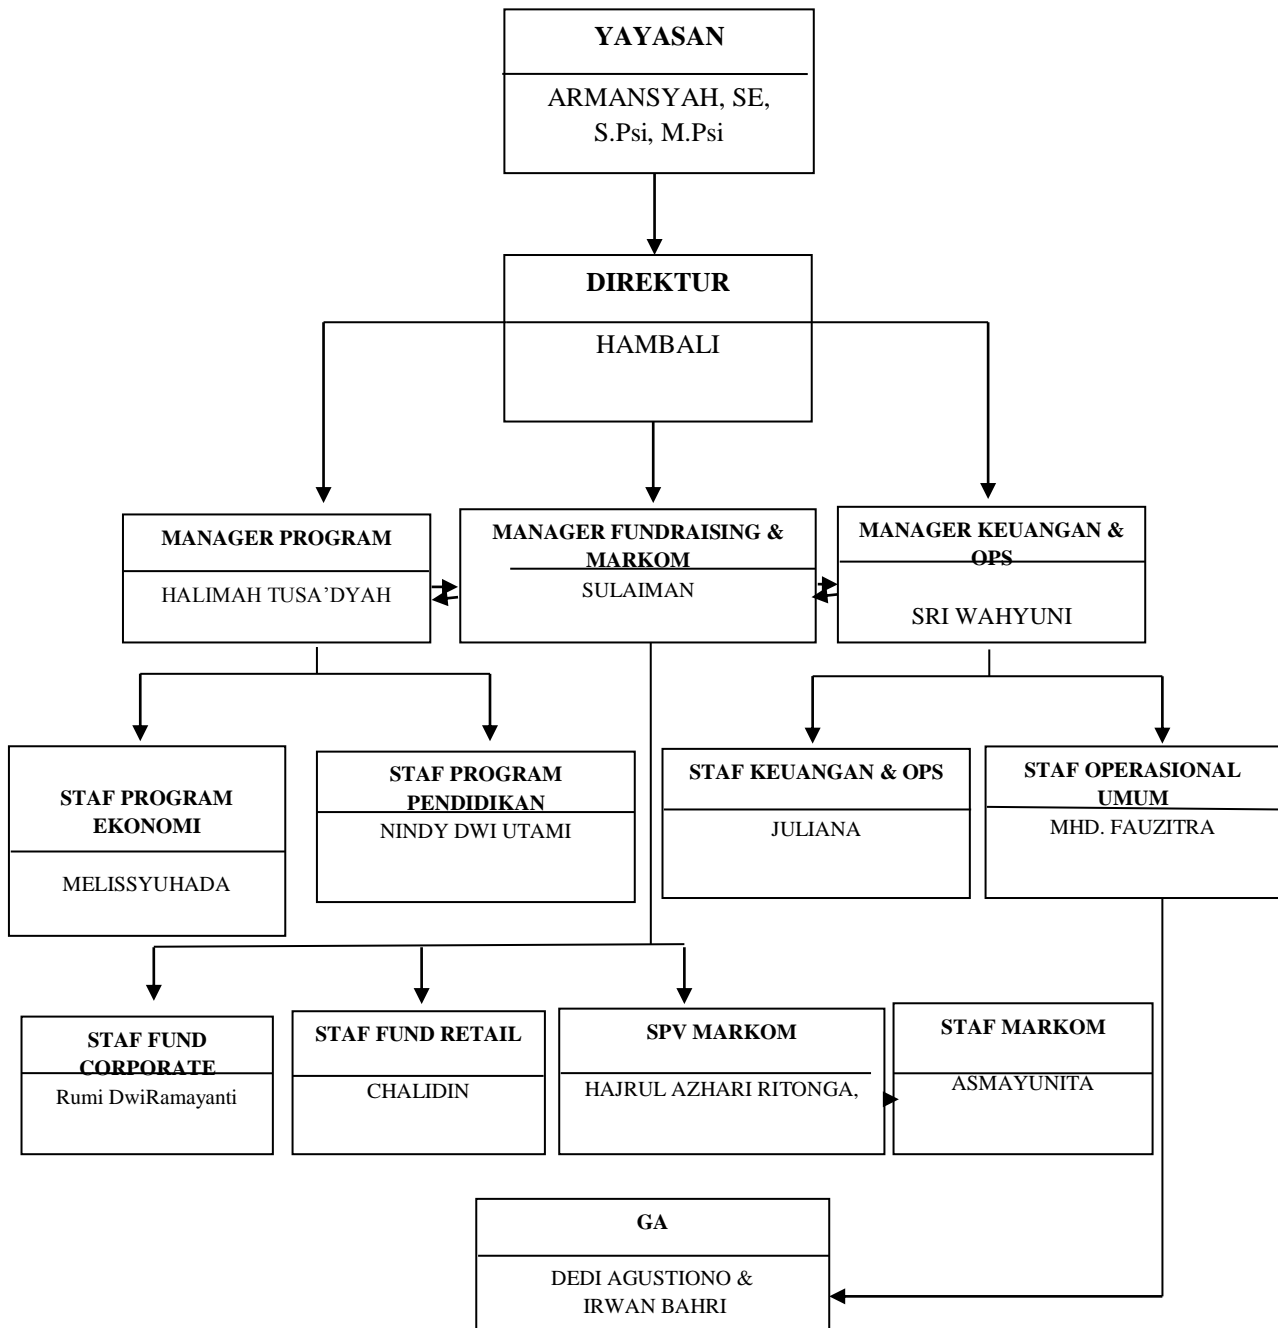 YAYASAN
ARMANSYAH, SE,
S.Psi, M.Psi
DIREKTUR
HAMBALI
MANAGER PROGRAM
HALIMAH TUSA’DYAH
MANAGER FUNDRAISING &
MARKOM
SULAIMAN
MANAGER KEUANGAN &
OPS
SRI WAHYUNI
STAF PROGRAM
EKONOMI
MELISSYUHADA
STAF PROGRAM
PENDIDIKAN
NINDY DWI UTAMI
STAF KEUANGAN & OPS
JULIANA
STAF OPERASIONAL
UMUM
MHD. FAUZITRA
STAF FUND
CORPORATE
Rumi DwiRamayanti
STAF FUND RETAIL
CHALIDIN
SPV MARKOM
HAJRUL AZHARI RITONGA,
STAF MARKOM
ASMAYUNITA
GA
DEDI AGUSTIONO &
IRWAN BAHRI